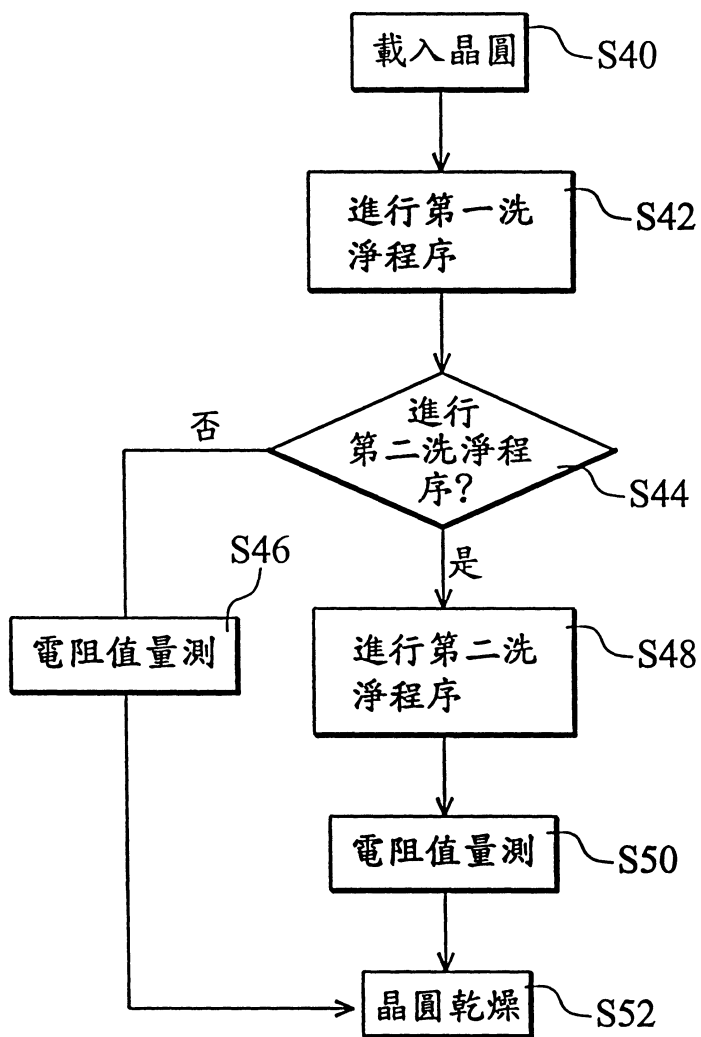 載入晶圓
S40
進行第一洗
淨程序
S42
進行
第二洗淨程
序?
S44
否
是
S46
電阻值量測
進行第二洗
淨程序
S48
電阻值量測
S50
晶圓乾燥
S52